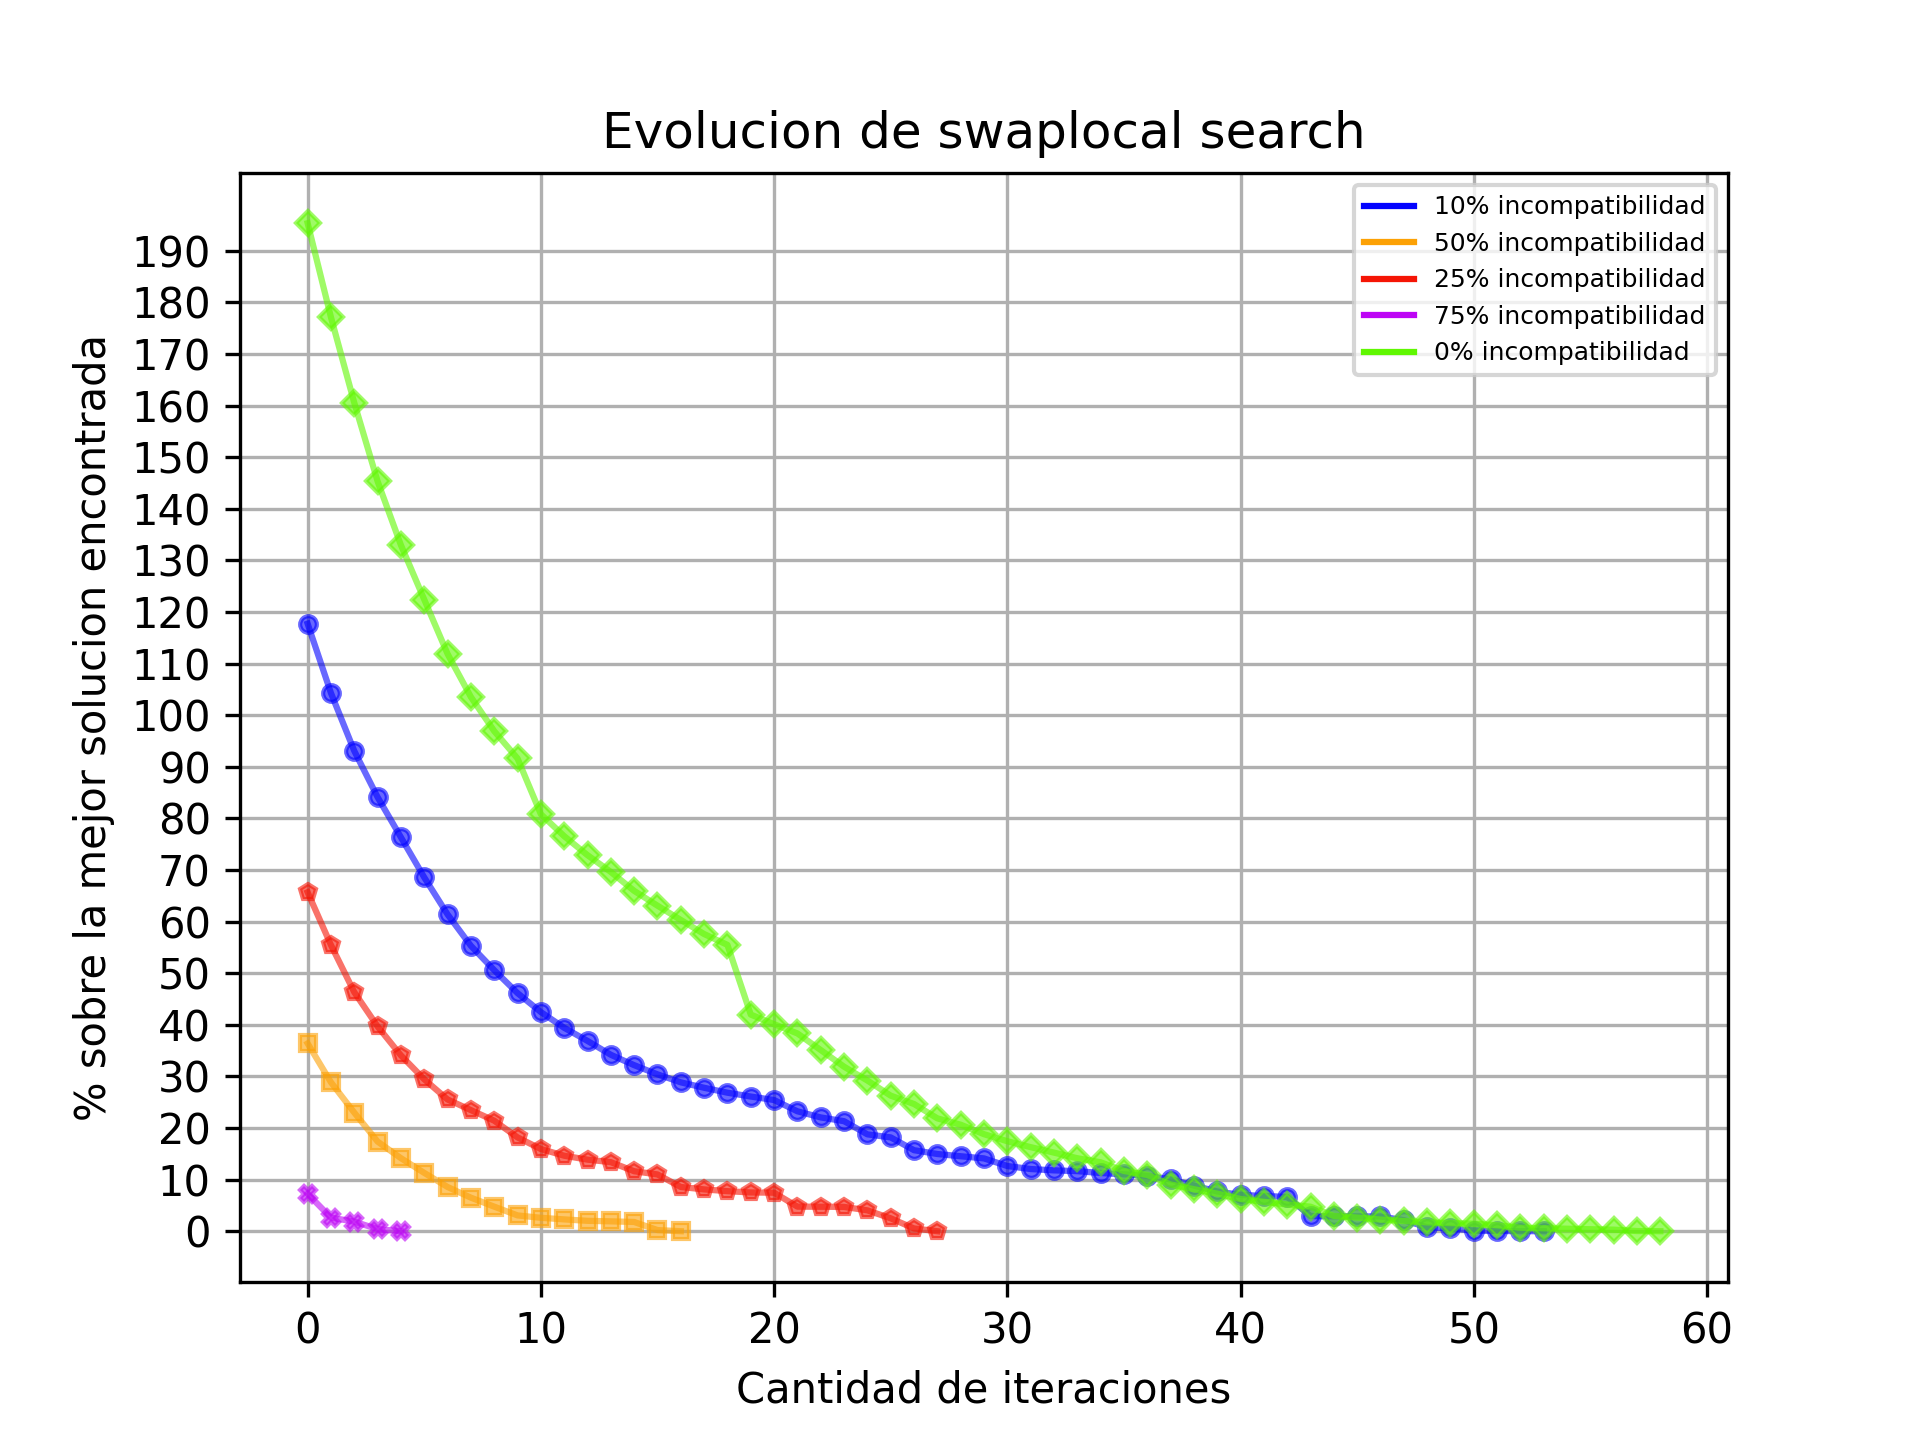 Evolucion de swaplocal search
% sobre la mejor solucion encontrada
190
180
170
160
150
140
130
120
110
100
90
80
70
60
50
40
30
20
10
0
10% incompatibilidad
50% incompatibilidad
25% incompatibilidad
75% incompatibilidad
0% incompatibilidad
0 10 20 30 40 50 60
Cantidad de iteraciones